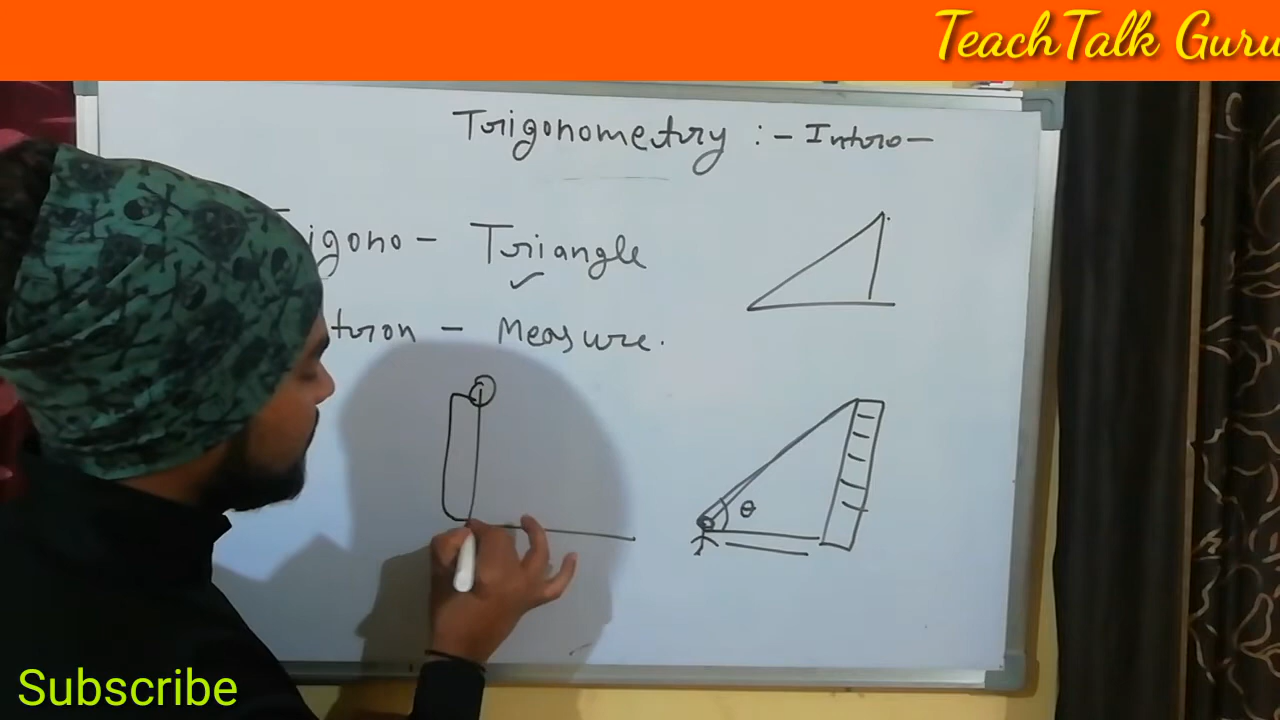 TeachTalk Guru
Trigonometry :- Intro-
igono - Triangle
tron - Measure.
θ
Subscribe